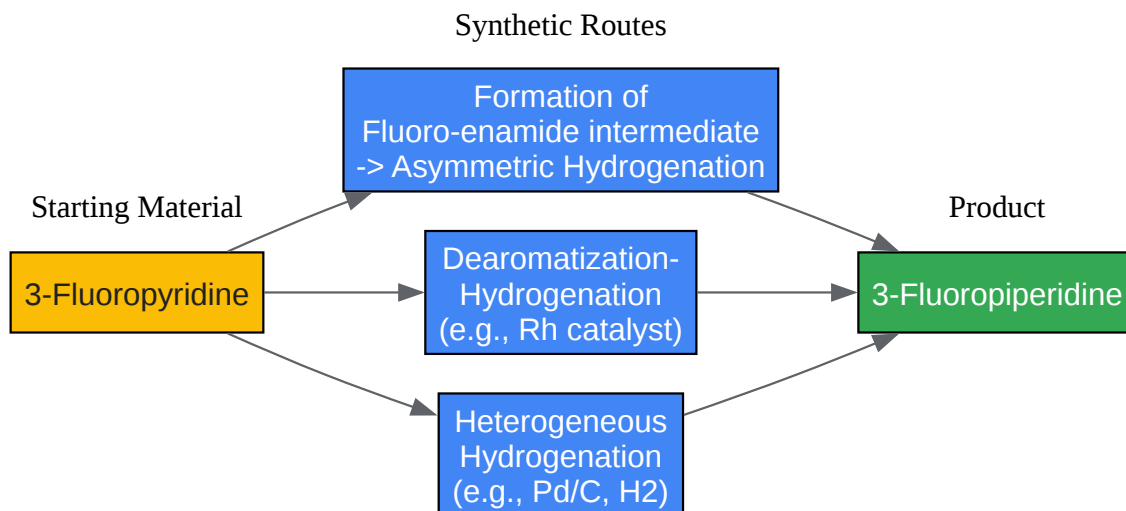 Synthetic Routes
Formation of
Fluoro-enamide intermediate
-> Asymmetric Hydrogenation
Starting Material
3-Fluoropyridine
Dearomatization-
Hydrogenation
(e.g., Rh catalyst)
Product
3-Fluoropiperidine
Heterogeneous
Hydrogenation
(e.g., Pd/C, H2)